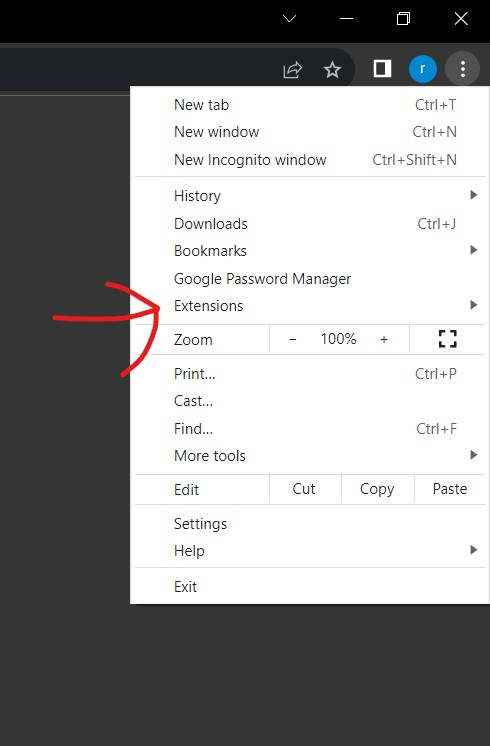 r
New tab Ctrl+T
New window Ctrl+N
New Incognito window Ctrl+Shift+N
History
Downloads Ctrl+J
Bookmarks
Google Password Manager
Extensions
Zoom − 100% +
Print... Ctrl+P
Cast...
Find... Ctrl+F
More tools
Edit Cut Copy Paste
Settings
Help
Exit